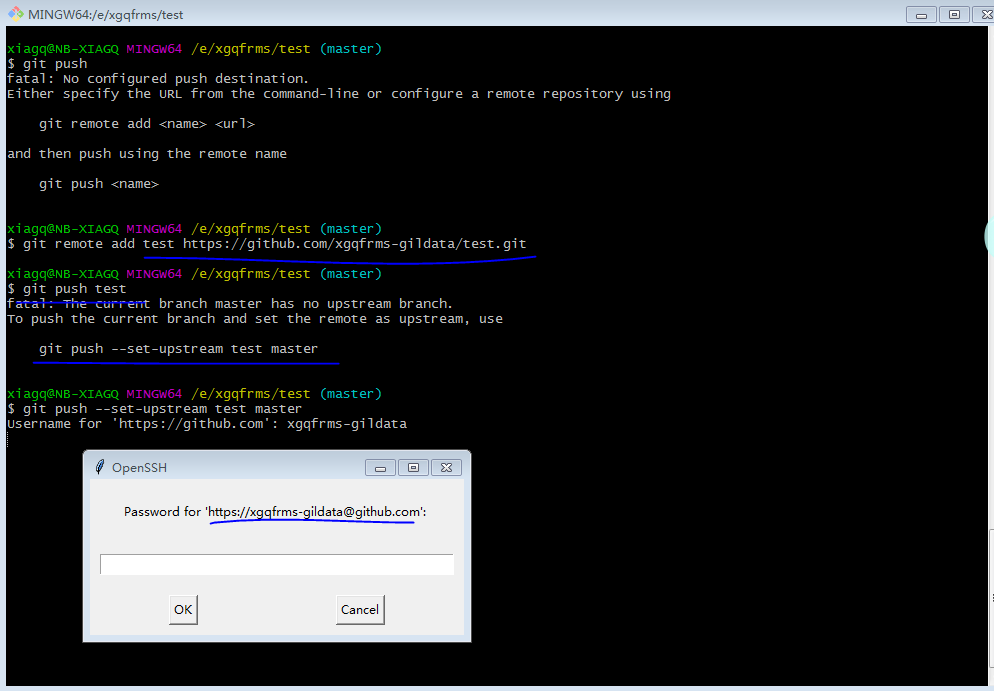 MINGW64:/e/xgqfrms/test
xiagq@NB-XIAGQ MINGW64 /e/xgqfrms/test (master)
$ git push
fatal: No configured push destination.
Either specify the URL from the command-line or configure a remote repository using
git remote add <name> <url>
and then push using the remote name
git push <name>
xiagq@NB-XIAGQ MINGW64 /e/xgqfrms/test (master)
$ git remote add test https://github.com/xgqfrms-gildata/test.git
xiagq@NB-XIAGQ MINGW64 /e/xgqfrms/test (master)
$ git push test
fatal: The current branch master has no upstream branch.
To push the current branch and set the remote as upstream, use
git push --set-upstream test master
xiagq@NB-XIAGQ MINGW64 /e/xgqfrms/test (master)
$ git push --set-upstream test master
Username for 'https://github.com': xgqfrms-gildata
OpenSSH
Password for 'https://xgqfrms-gildata@github.com':
OK Cancel